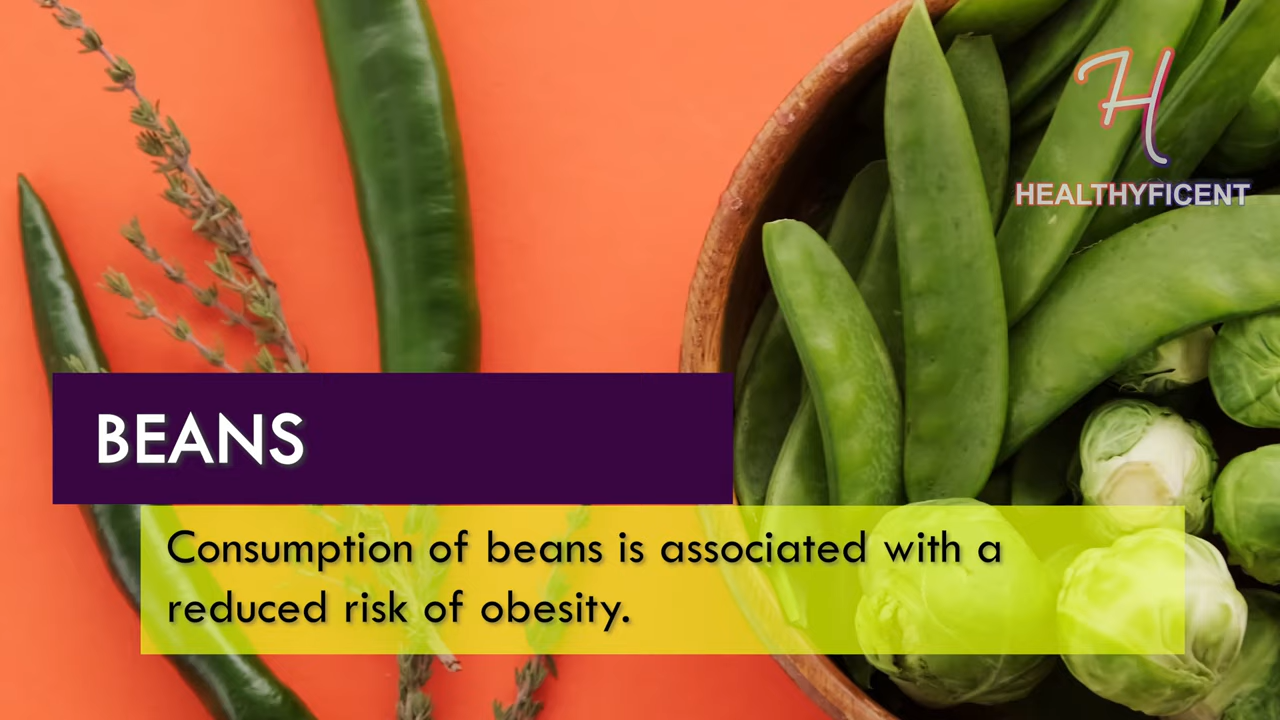 H
HEALTHYFICENT
BEANS
Consumption of beans is associated with a
reduced risk of obesity.